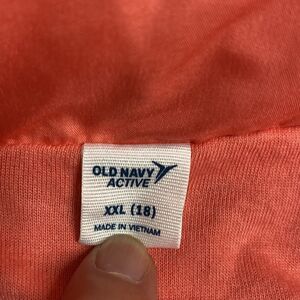 OLD NAVY
ACTIVE
XXL (18)
MADE IN VIETNAM